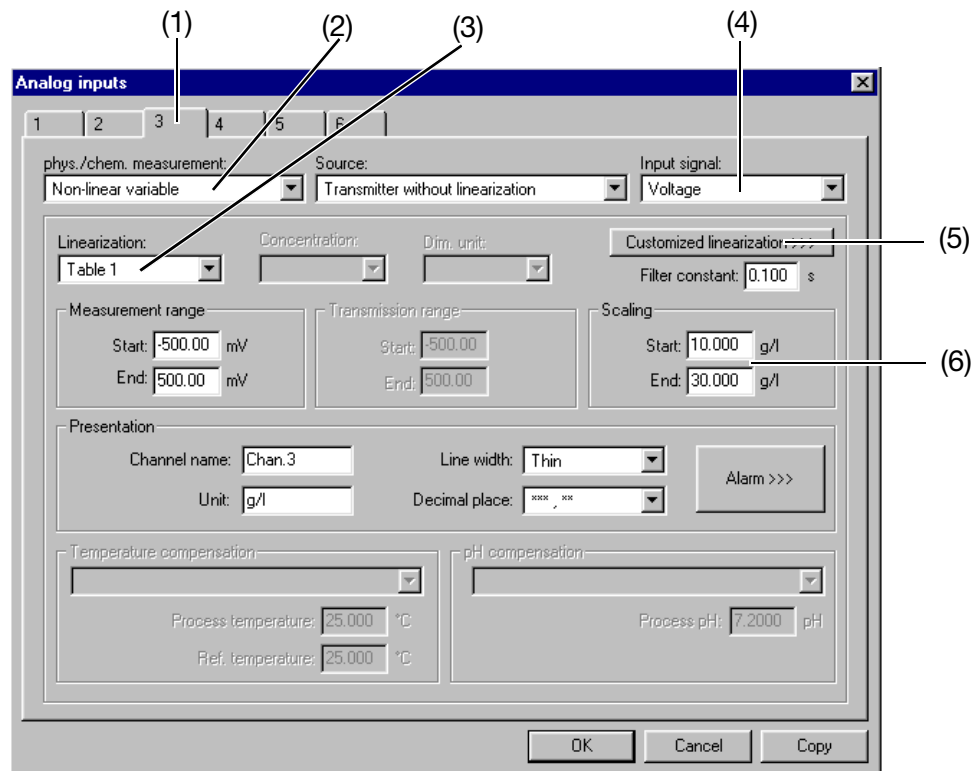 (1) (2) (3) (4)
Analog inputs
1 2 3 4 5 6
phys./chem. measurement: Source: Input signal:
Non-linear variable Transmitter without linearization Voltage
Linearization: Concentration: Dim. unit: Customized linearization >>> (5)
Table 1 Filter constant: 0.100 s
Measurement range Transmission range Scaling
Start: -500.00 mV Start: -500.00 Start: 10.000 g/l
(6)
End: 500.00 mV End: 500.00 End: 30.000 g/l
Presentation
Channel name: Chan.3 Line width: Thin Alarm >>>
Unit: g/l Decimal place: *** , **
Temperature compensation pH compensation
Process temperature: 25.000 °C Process pH: 7.2000 pH
Ref. temperature: 25.000 °C
OK Cancel Copy